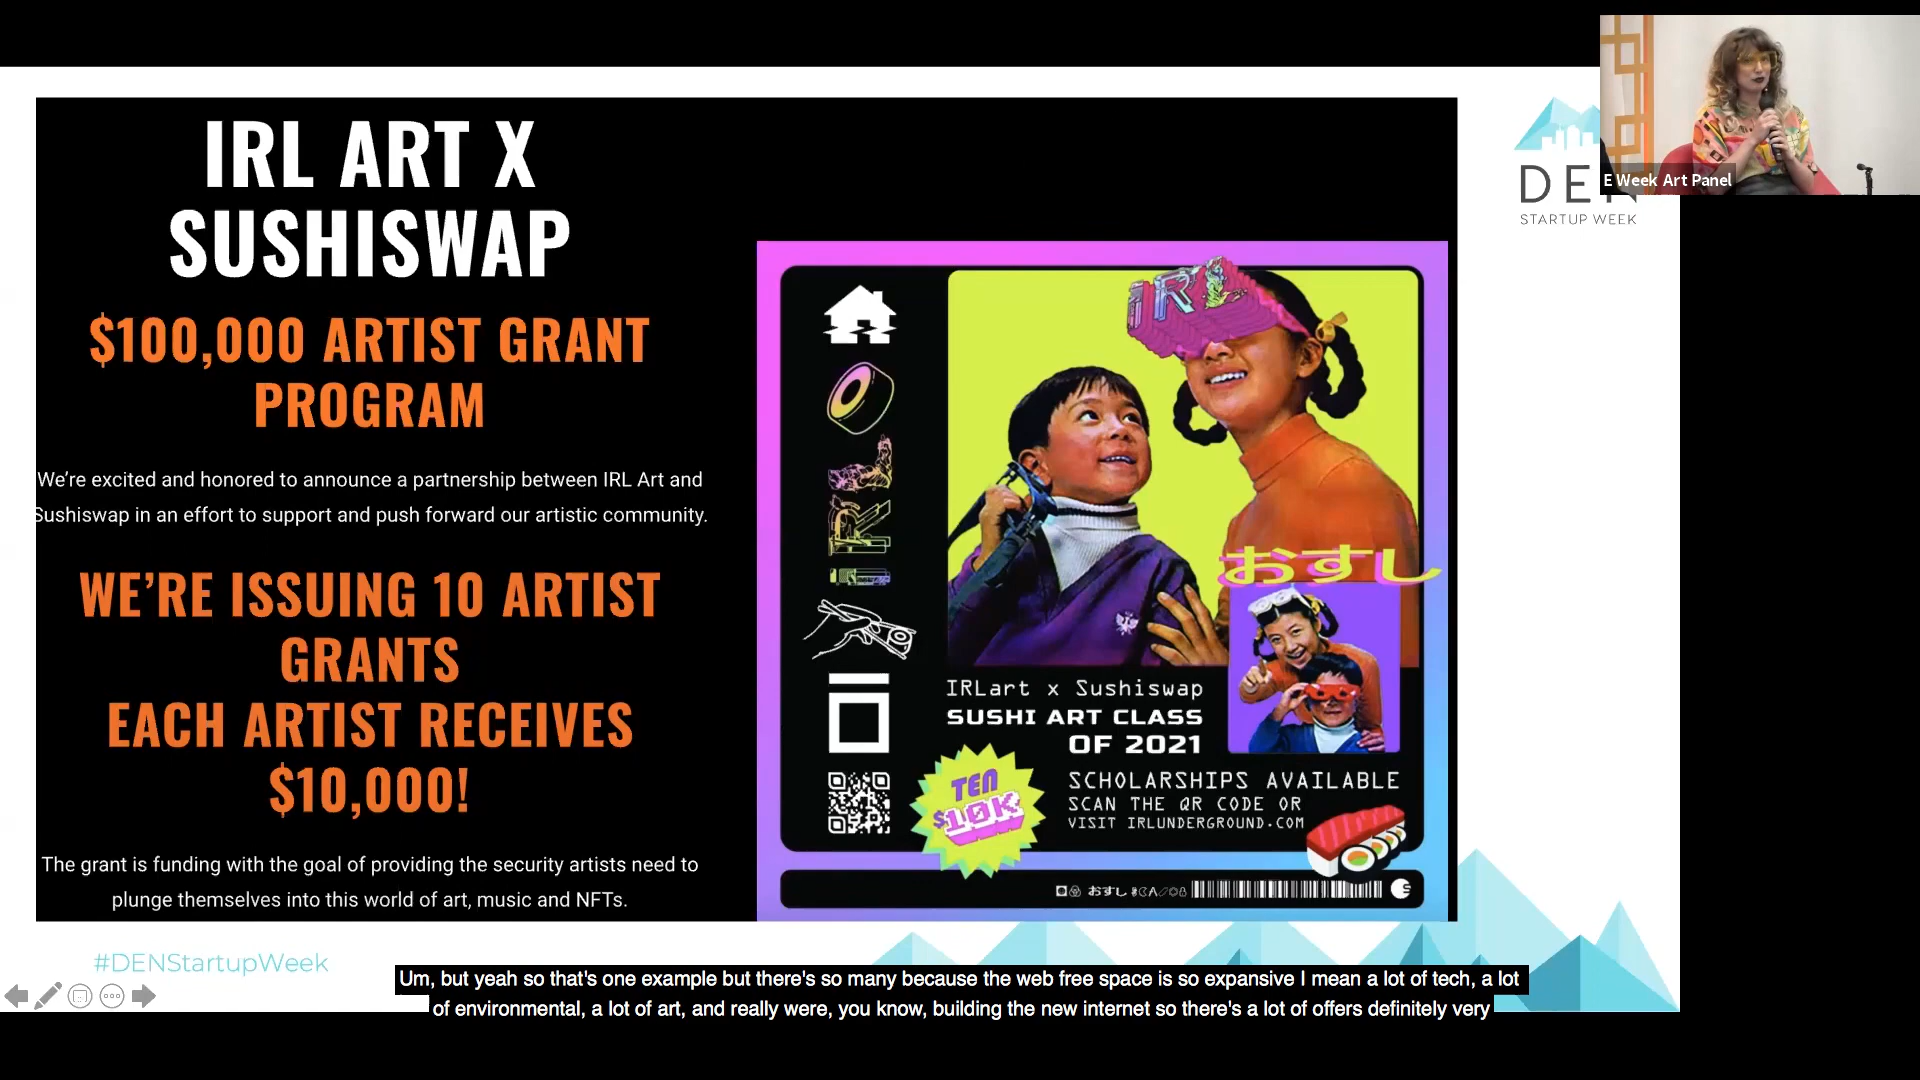 IRL ART X
SUSHISWAP
$100,000 ARTIST GRANT
PROGRAM
We're excited and honored to announce a partnership between IRL Art and
Sushiswap in an effort to support and push forward our artistic community.
WE'RE ISSUING 10 ARTIST
GRANTS
EACH ARTIST RECEIVES
$10,000!
The grant is funding with the goal of providing the security artists need to
plunge themselves into this world of art, music and NFTs.
iRL
IRL
おすし
IRLart x Sushiswap
SUSHI ART CLASS
OF 2021
TEN
$10K
SCHOLARSHIPS AVAILABLE
SCAN THE QR CODE OR
VISIT IRLUNDERGROUND.COM
おすし
DEN
STARTUP WEEK
E Week Art Panel
#DENStartupWeek
Um, but yeah so that's one example but there's so many because the web free space is so expansive I mean a lot of tech, a lot
of environmental, a lot of art, and really were, you know, building the new internet so there's a lot of offers definitely very